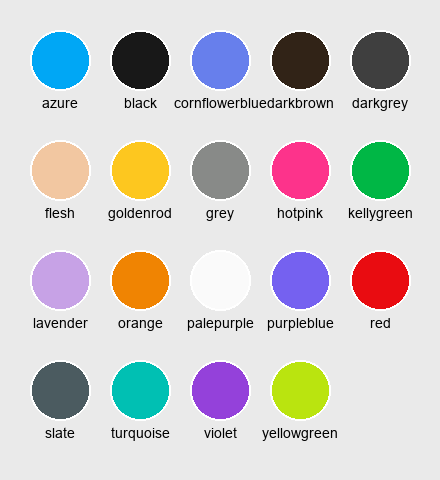 azure black cornflowerblue darkbrown darkgrey
flesh goldenrod grey hotpink kellygreen
lavender orange palepurple purpleblue red
slate turquoise violet yellowgreen